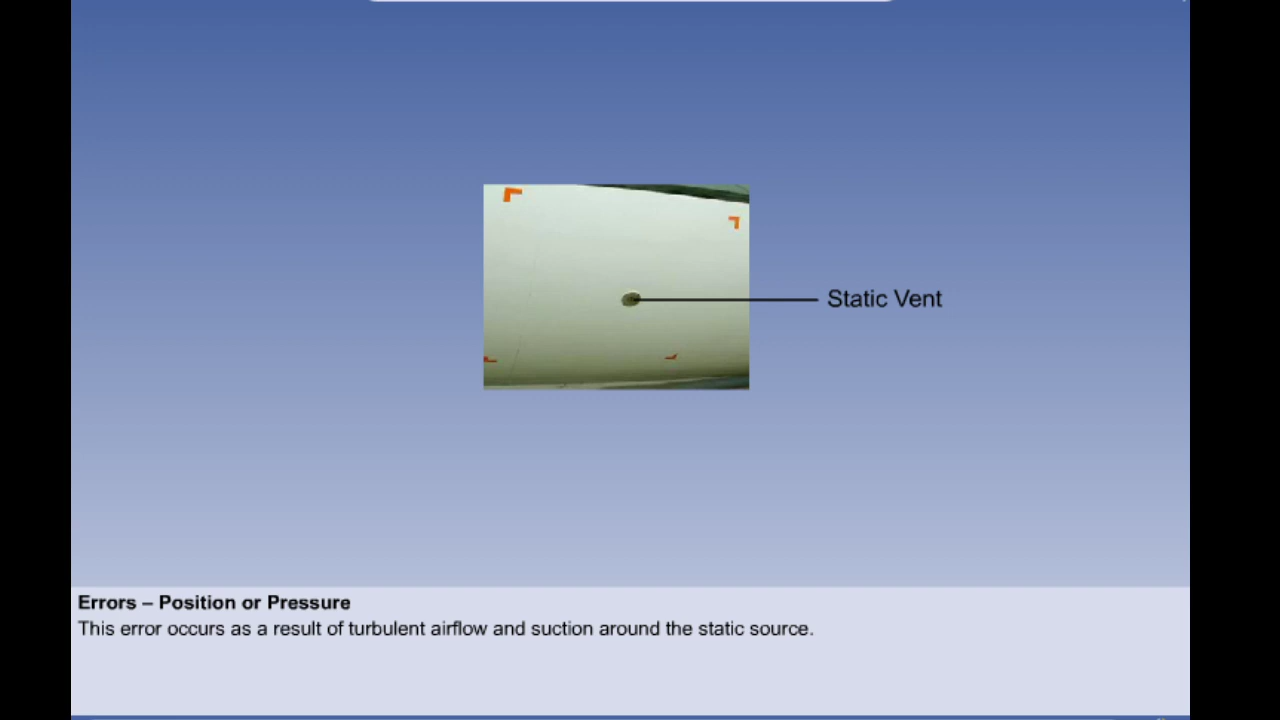 Static Vent
Errors – Position or Pressure
This error occurs as a result of turbulent airflow and suction around the static source.